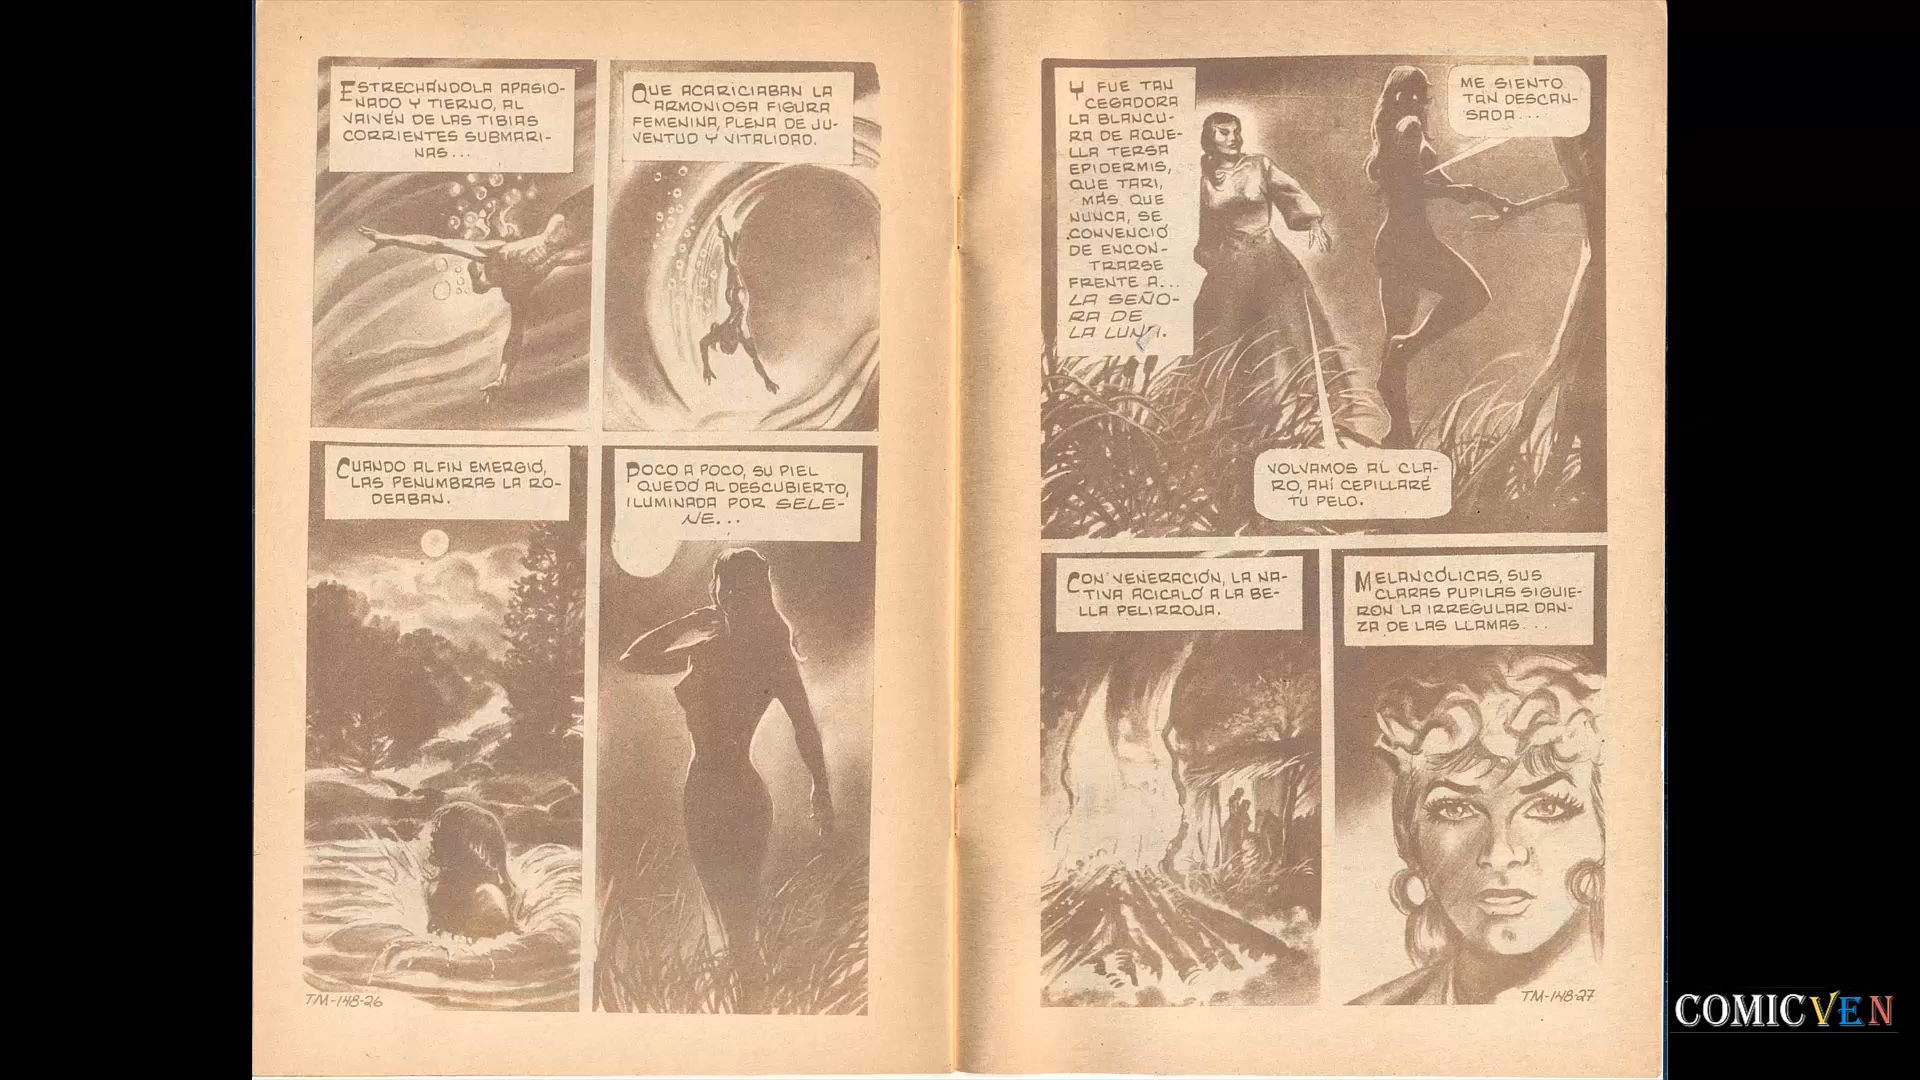 ESTRECHÁNDOLA APASIO-
NADO Y TIERNO, AL
VAIVEN DE LAS TIBIAS
CORRIENTES SUBMARI-
NAS...
QUE ACARICIABAN LA
ARMONIOSA FIGURA
FEMENINA, PLENA DE JU-
VENTUD Y VITALIDAD.
CUANDO AL FIN EMERGIÓ,
LAS PENUMBRAS LA RO-
DEABAN.
POCO A POCO, SU PIEL
QUEDÓ AL DESCUBIERTO,
ILUMINADA POR SELE-
NE...
TM-148-26
Y FUE TAN
CEGADORA
LA BLANCU-
RA DE AQUE-
LLA TERSA
EPIDERMIS,
QUE TARI,
MÁS QUE
NUNCA, SE
CONVENCIÓ
DE ENCON-
TRARSE
FRENTE A...
LA SEÑO-
RA DE
LA LUNA.
ME SIENTO
TAN DESCAN-
SADA...
VOLVAMOS AL CLA-
RO, AHÍ CEPILLARÉ
TU PELO.
CON VENERACIÓN, LA NA-
TIVA ACICALÓ A LA BE-
LLA PELIRROJA.
MELANCÓLICAS, SUS
CLARAS PUPILAS SIGUIE-
RON LA IRREGULAR DAN-
ZA DE LAS LLAMAS...
TM-148-27
COMICVEN